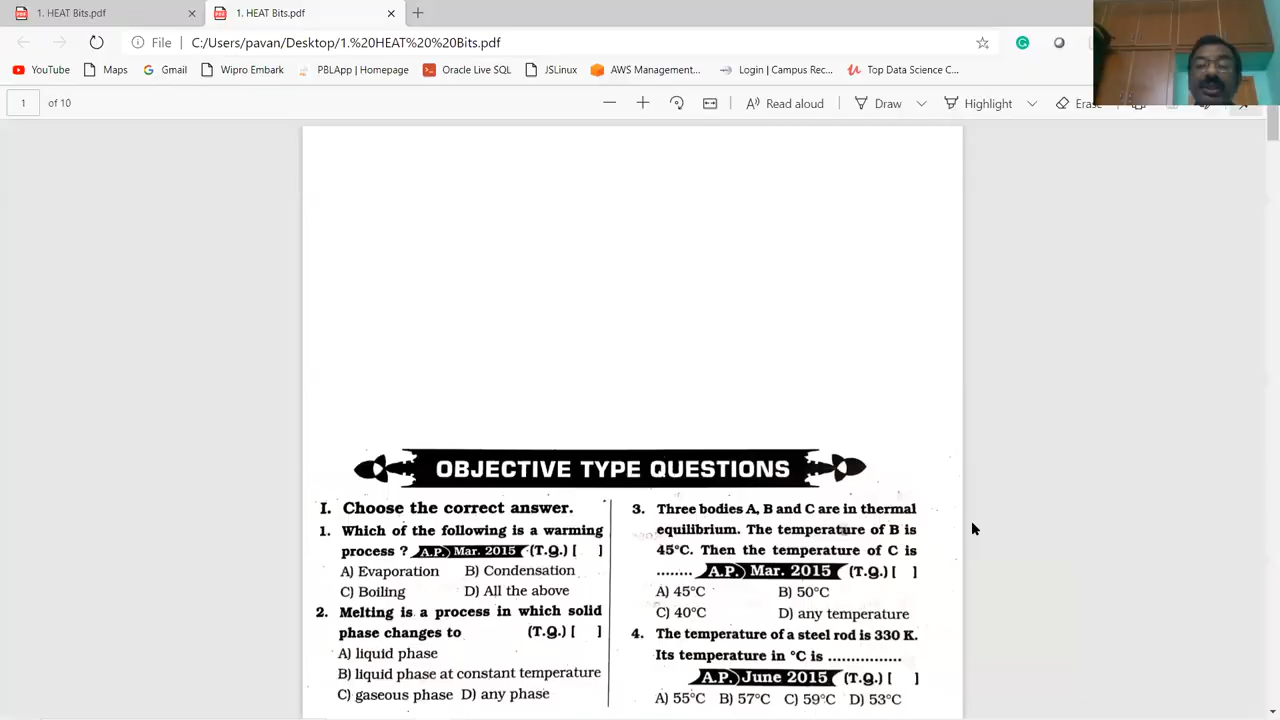 1. HEAT Bits.pdf
1. HEAT Bits.pdf
File C:/Users/pavan/Desktop/1.%20HEAT%20%20Bits.pdf
YouTube Maps Gmail Wipro Embark PBLApp | Homepage Oracle Live SQL JSLinux AWS Management... Login | Campus Rec... Top Data Science C...
1 of 10 Read aloud Draw Highlight
OBJECTIVE TYPE QUESTIONS
I. Choose the correct answer.
1. Which of the following is a warming
process ? A.P. Mar. 2015 (T.Q.) [ ]
A) Evaporation B) Condensation
C) Boiling D) All the above
2. Melting is a process in which solid
phase changes to (T.Q.) [ ]
A) liquid phase
B) liquid phase at constant temperature
C) gaseous phase D) any phase
3. Three bodies A, B and C are in thermal
equilibrium. The temperature of B is
45°C. Then the temperature of C is
........ A.P. Mar. 2015 (T.Q.) [ ]
A) 45°C B) 50°C
C) 40°C D) any temperature
4. The temperature of a steel rod is 330 K.
Its temperature in °C is ................
A.P. June 2015 (T.Q.) [ ]
A) 55°C B) 57°C C) 59°C D) 53°C